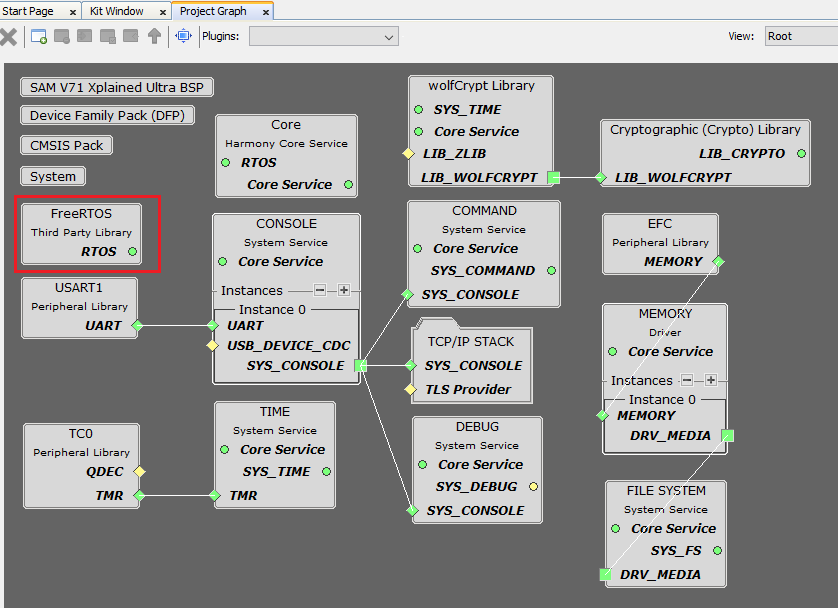 Start Page x Kit Window x Project Graph x
Plugins: View: Root
SAM V71 Xplained Ultra BSP
Device Family Pack (DFP)
CMSIS Pack
System
FreeRTOS
Third Party Library
RTOS
USART1
Peripheral Library
UART
TC0
Peripheral Library
QDEC
TMR
Core
Harmony Core Service
RTOS
Core Service
CONSOLE
System Service
Core Service
Instances
Instance 0
UART
USB_DEVICE_CDC
SYS_CONSOLE
TIME
System Service
Core Service
SYS_TIME
TMR
wolfCrypt Library
SYS_TIME
Core Service
LIB_ZLIB
LIB_WOLFCRYPT
COMMAND
System Service
Core Service
SYS_COMMAND
SYS_CONSOLE
TCP/IP STACK
SYS_CONSOLE
TLS Provider
DEBUG
System Service
Core Service
SYS_DEBUG
SYS_CONSOLE
Cryptographic (Crypto) Library
LIB_CRYPTO
LIB_WOLFCRYPT
EFC
Peripheral Library
MEMORY
MEMORY
Driver
Core Service
Instances
Instance 0
MEMORY
DRV_MEDIA
FILE SYSTEM
System Service
Core Service
SYS_FS
DRV_MEDIA